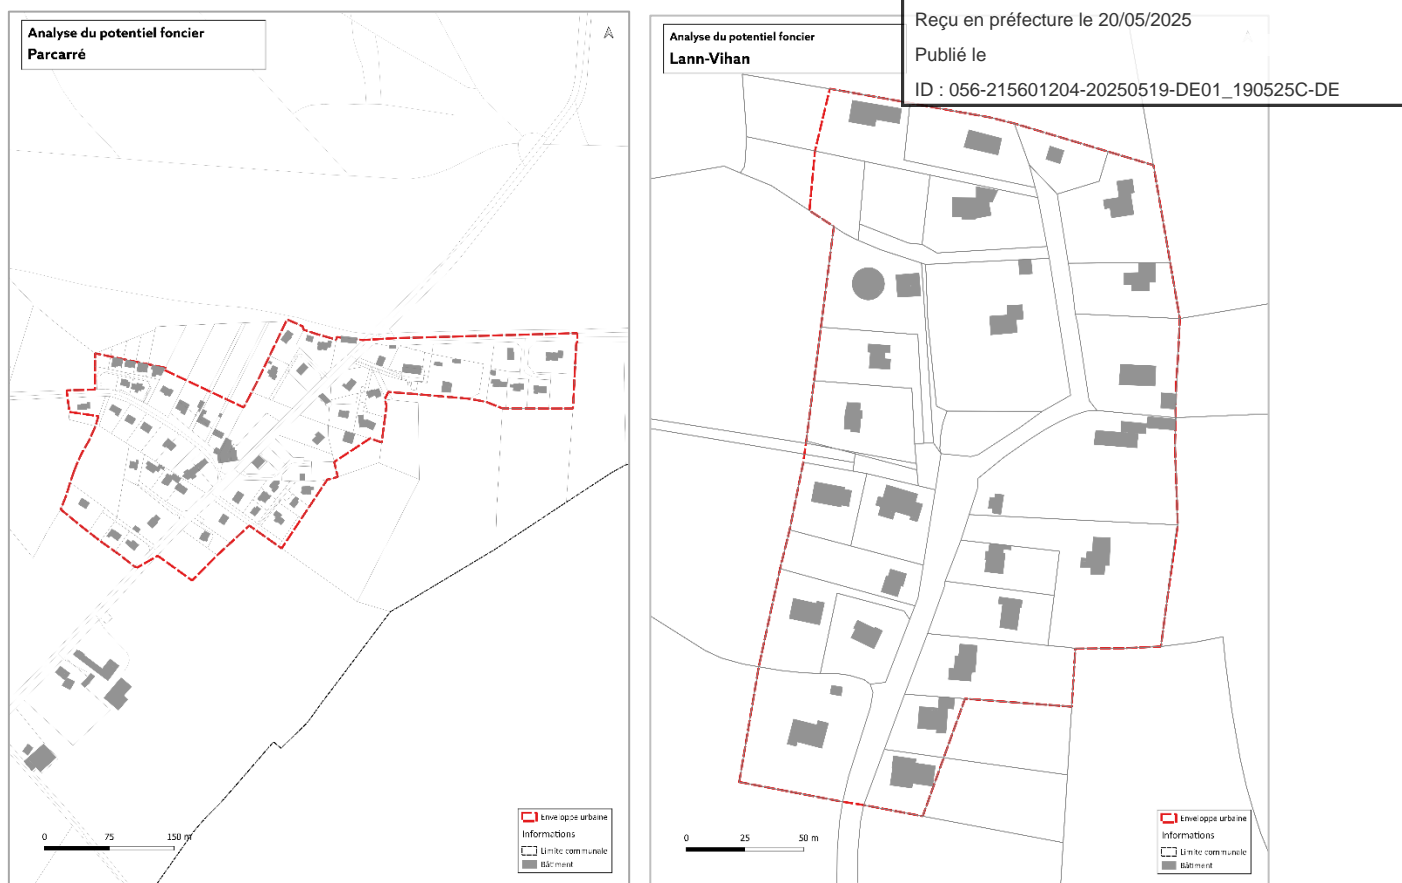 Analyse du potentiel foncier
Parcarré
0 75 150 m
Enveloppe urbaine
Informations
Limite communale
Bâtiment
Analyse du potentiel foncier
Lann-Vihan
Reçu en préfecture le 20/05/2025
Publié le
ID : 056-215601204-20250519-DE01_190525C-DE
0 25 50 m
Enveloppe urbaine
Informations
Limite communale
Bâtiment